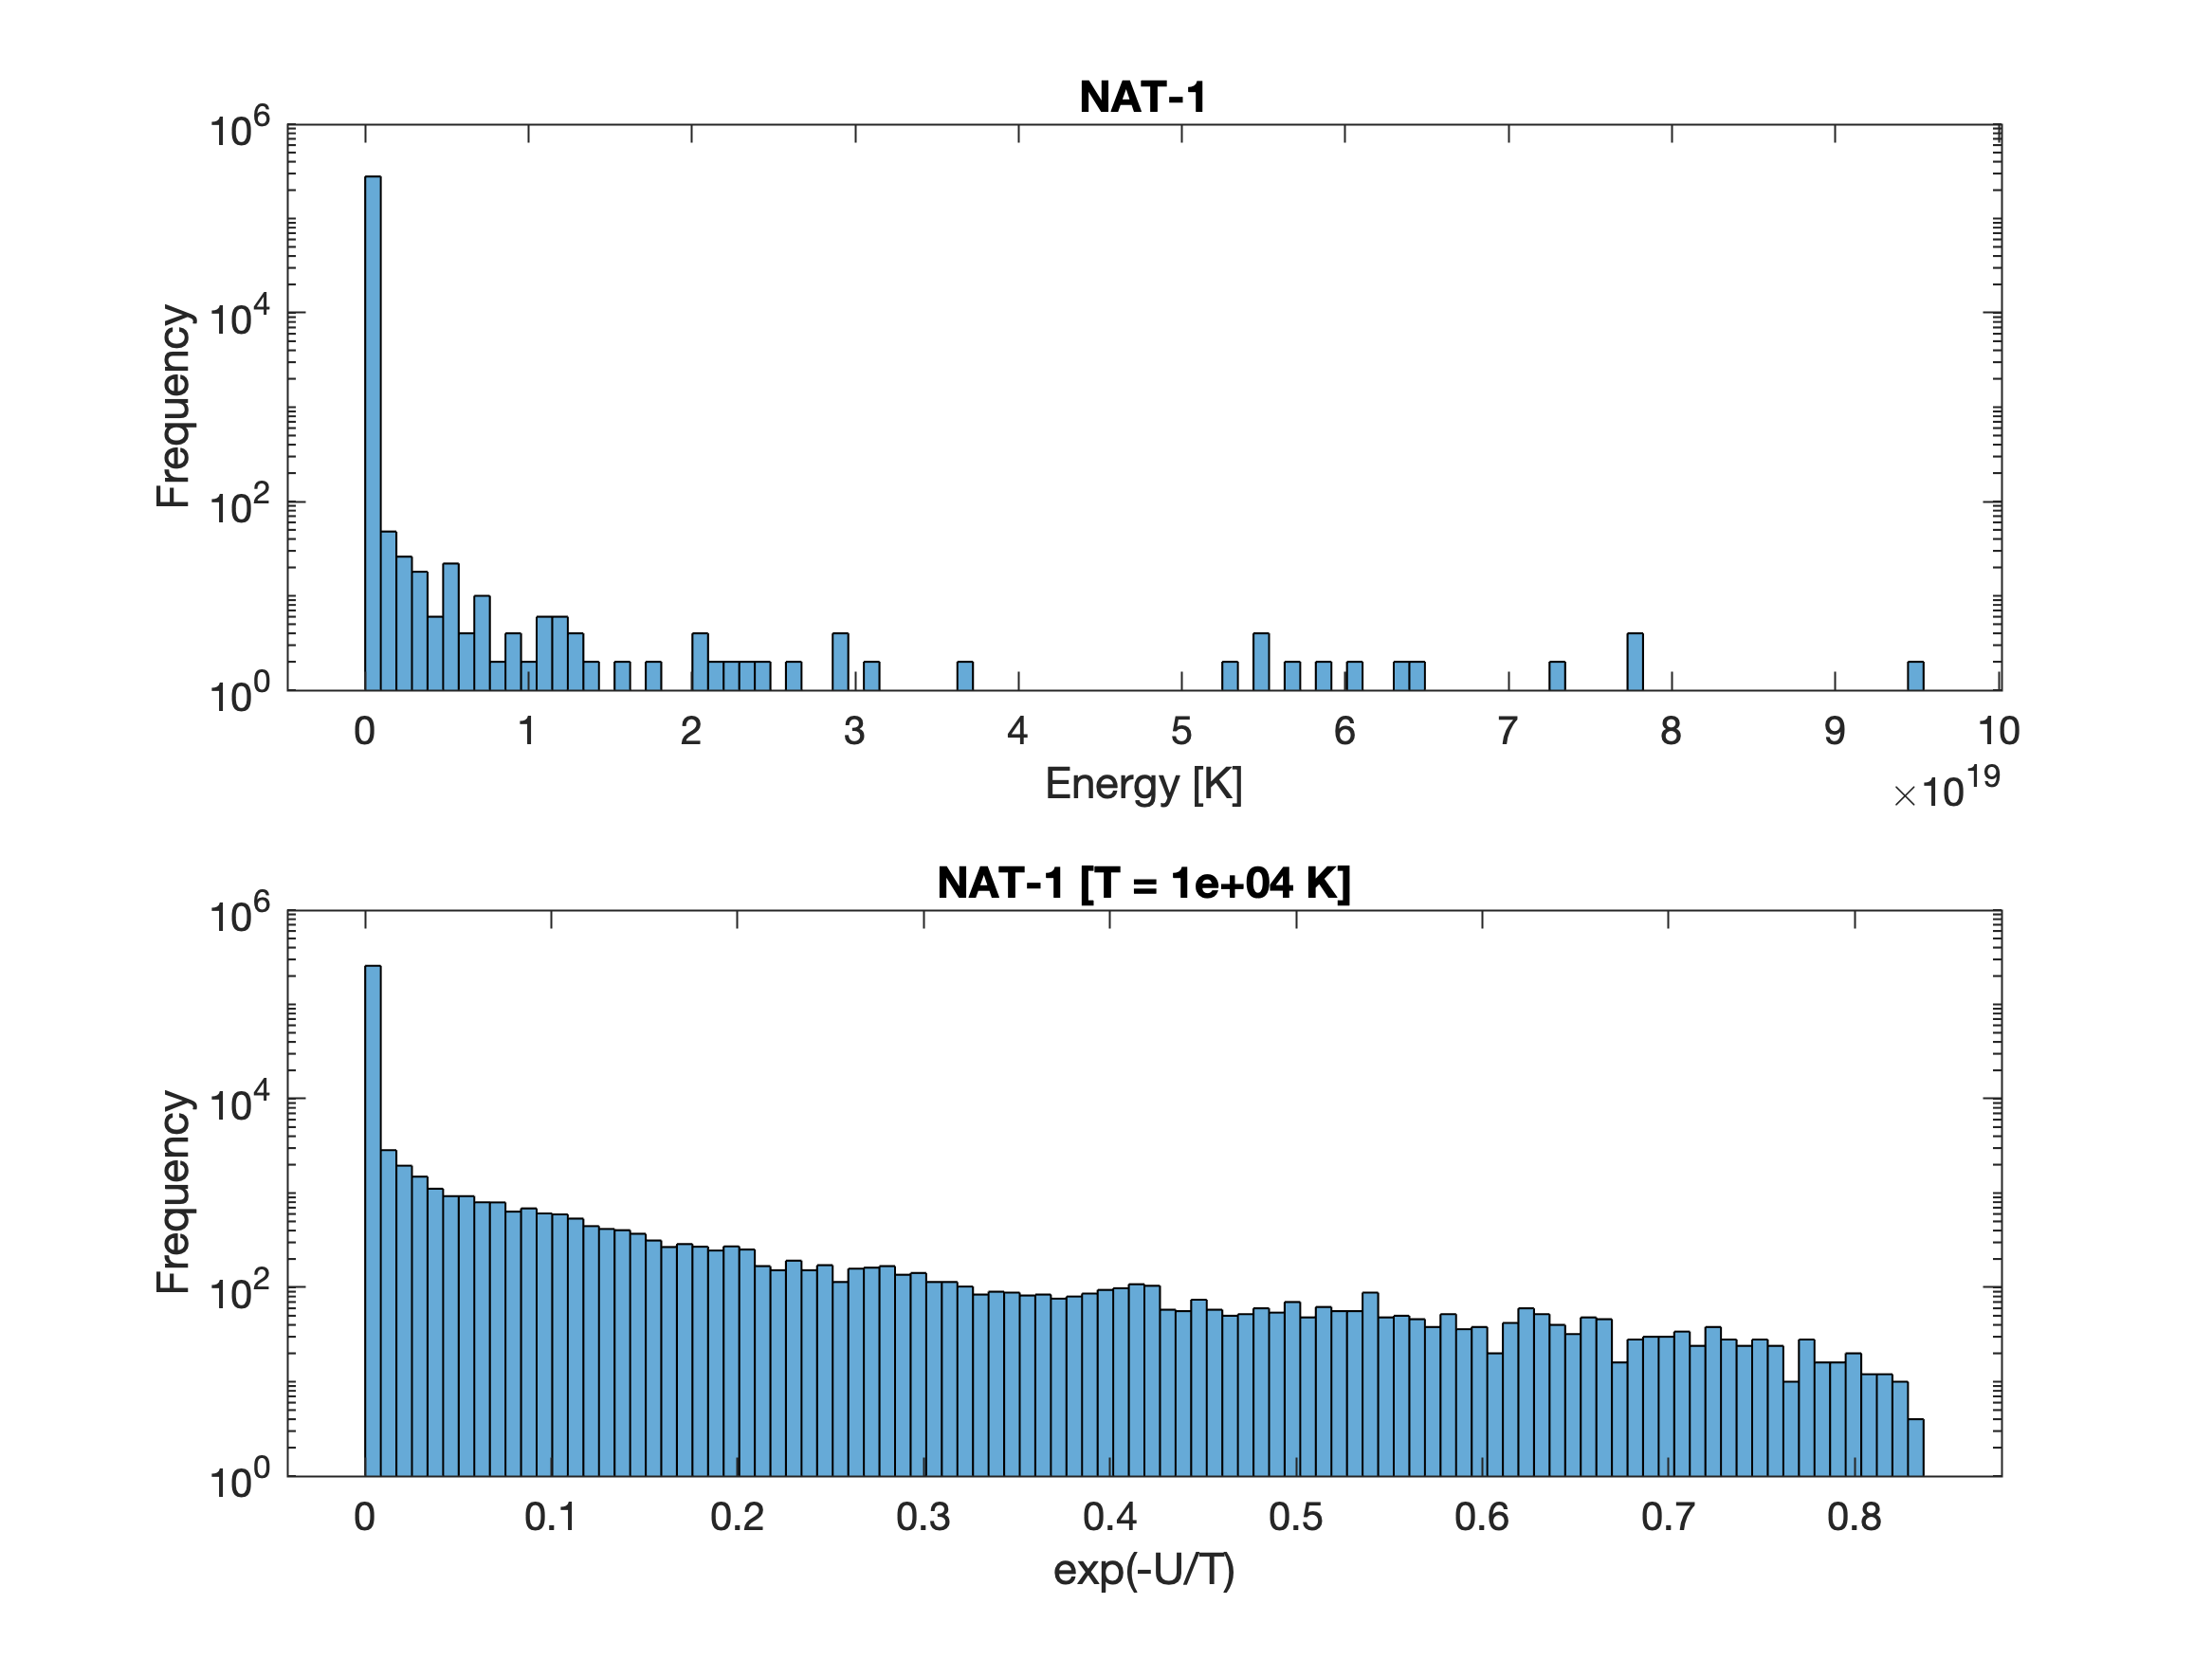 NAT-1
10^6
10^4
10^2
10^0
Frequency
0 1 2 3 4 5 6 7 8 9 10
×10^19
Energy [K]
NAT-1 [T = 1e+04 K]
10^6
10^4
10^2
10^0
Frequency
0 0.1 0.2 0.3 0.4 0.5 0.6 0.7 0.8
exp(-U/T)